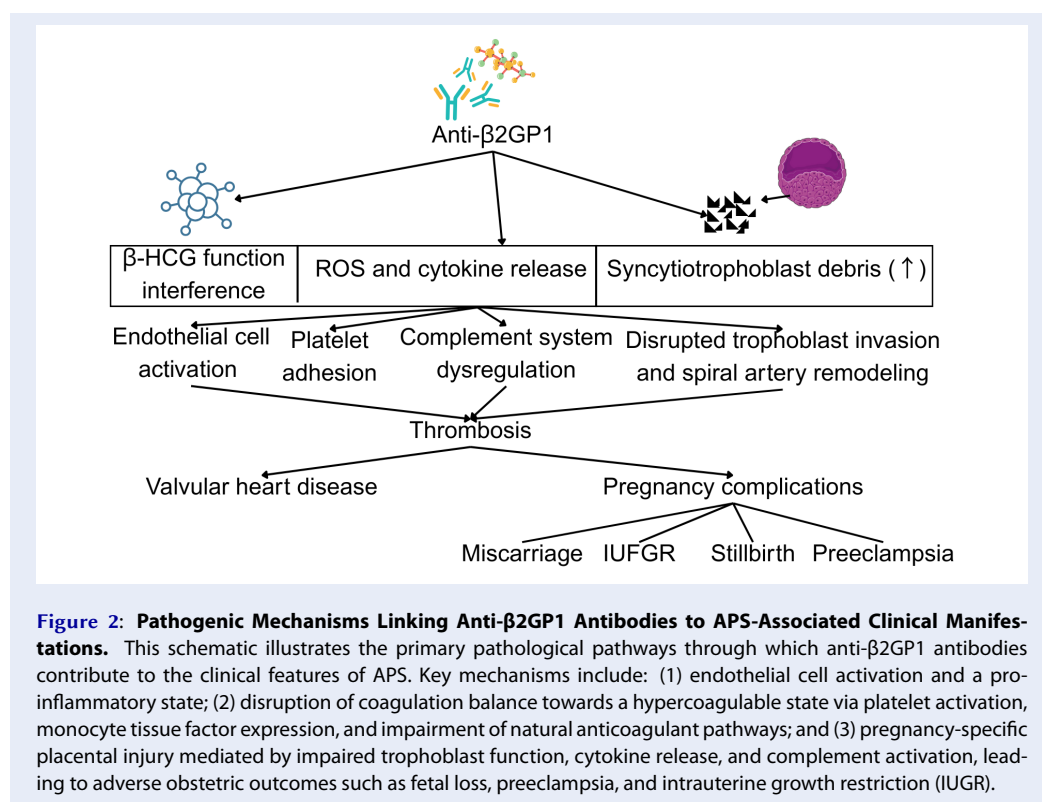 Anti-β2GP1
β-HCG function
interference
ROS and cytokine release
Syncytiotrophoblast debris (↑)
Endothelial cell
activation
Platelet
adhesion
Complement system
dysregulation
Disrupted trophoblast invasion
and spiral artery remodeling
Thrombosis
Valvular heart disease
Pregnancy complications
Miscarriage
IUFGR
Stillbirth
Preeclampsia
Figure 2: Pathogenic Mechanisms Linking Anti-β2GP1 Antibodies to APS-Associated Clinical Manifes-
tations. This schematic illustrates the primary pathological pathways through which anti-β2GP1 antibodies
contribute to the clinical features of APS. Key mechanisms include: (1) endothelial cell activation and a pro-
inflammatory state; (2) disruption of coagulation balance towards a hypercoagulable state via platelet activation,
monocyte tissue factor expression, and impairment of natural anticoagulant pathways; and (3) pregnancy-specific
placental injury mediated by impaired trophoblast function, cytokine release, and complement activation, lead-
ing to adverse obstetric outcomes such as fetal loss, preeclampsia, and intrauterine growth restriction (IUGR).